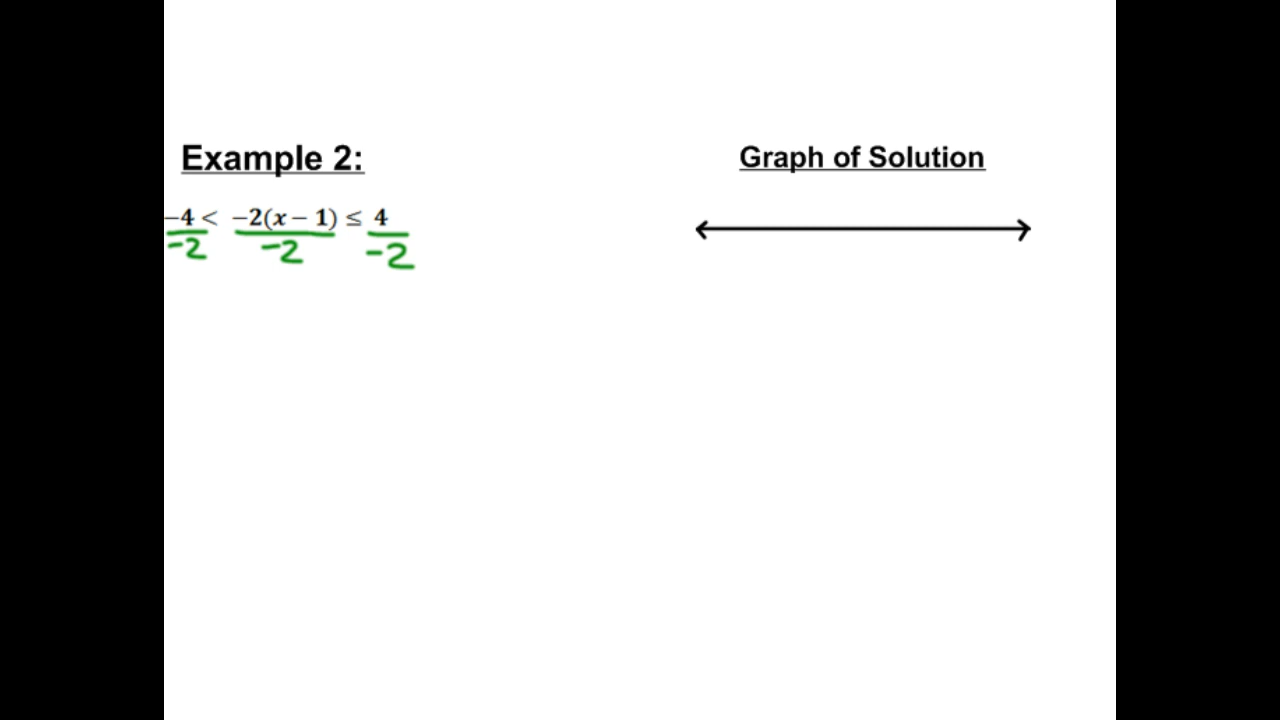 Example 2:
Graph of Solution
−4 < −2(x − 1) ≤ 4
-2 -2 -2